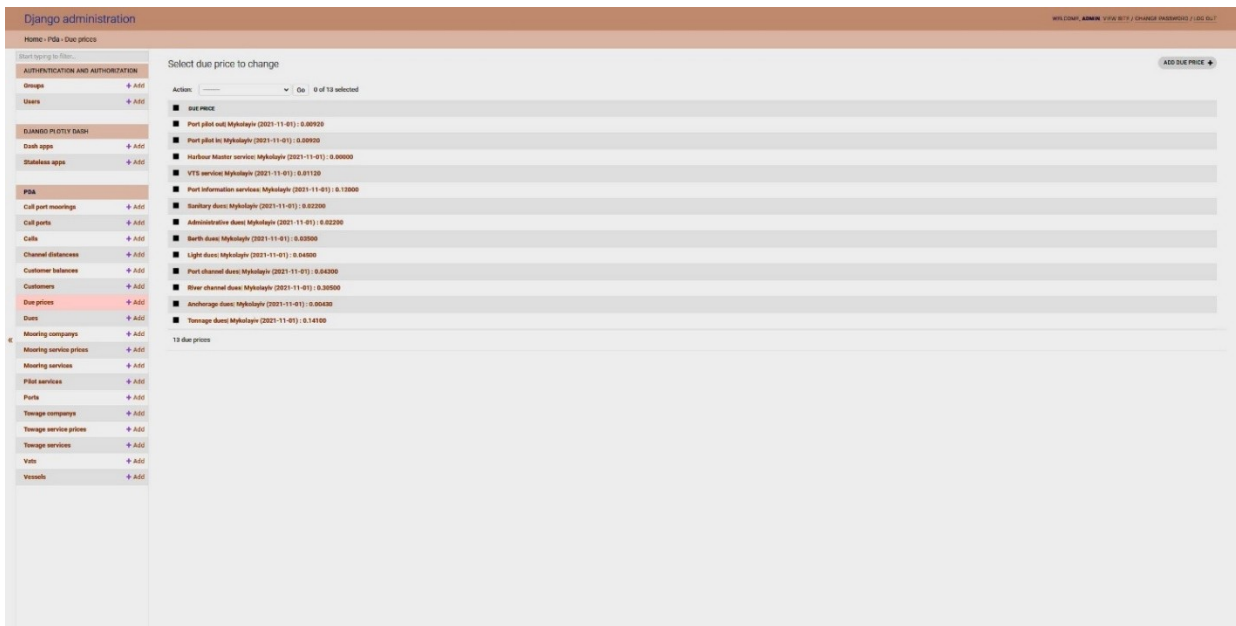 Django administration
WELCOME, ADMIN. VIEW SITE / CHANGE PASSWORD / LOG OUT
Home › Pda › Due prices
Start typing to filter...
AUTHENTICATION AND AUTHORIZATION
Groups + Add
Users + Add
DJANGO PLOTLY DASH
Dash apps + Add
Stateless apps + Add
PDA
Call port moorings + Add
Call ports + Add
Calls + Add
Channel distancess + Add
Customer balances + Add
Customers + Add
Due prices + Add
Dues + Add
Mooring companys + Add
Mooring service prices + Add
Mooring services + Add
Pilot services + Add
Ports + Add
Towage companys + Add
Towage service prices + Add
Towage services + Add
Vats + Add
Vessels + Add
«
Select due price to change
ADD DUE PRICE +
Action: --------- Go 0 of 13 selected
DUE PRICE
Port pilot out| Mykolayiv (2021-11-01) : 0.00920
Port pilot in| Mykolayiv (2021-11-01) : 0.00920
Harbour Master service| Mykolayiv (2021-11-01) : 0.00000
VTS service| Mykolayiv (2021-11-01) : 0.01120
Port information services| Mykolayiv (2021-11-01) : 0.12000
Sanitary dues| Mykolayiv (2021-11-01) : 0.02200
Administrative dues| Mykolayiv (2021-11-01) : 0.02200
Berth dues| Mykolayiv (2021-11-01) : 0.03500
Light dues| Mykolayiv (2021-11-01) : 0.04500
Port channel dues| Mykolayiv (2021-11-01) : 0.04300
River channel dues| Mykolayiv (2021-11-01) : 0.30500
Anchorage dues| Mykolayiv (2021-11-01) : 0.00430
Tonnage dues| Mykolayiv (2021-11-01) : 0.14100
13 due prices